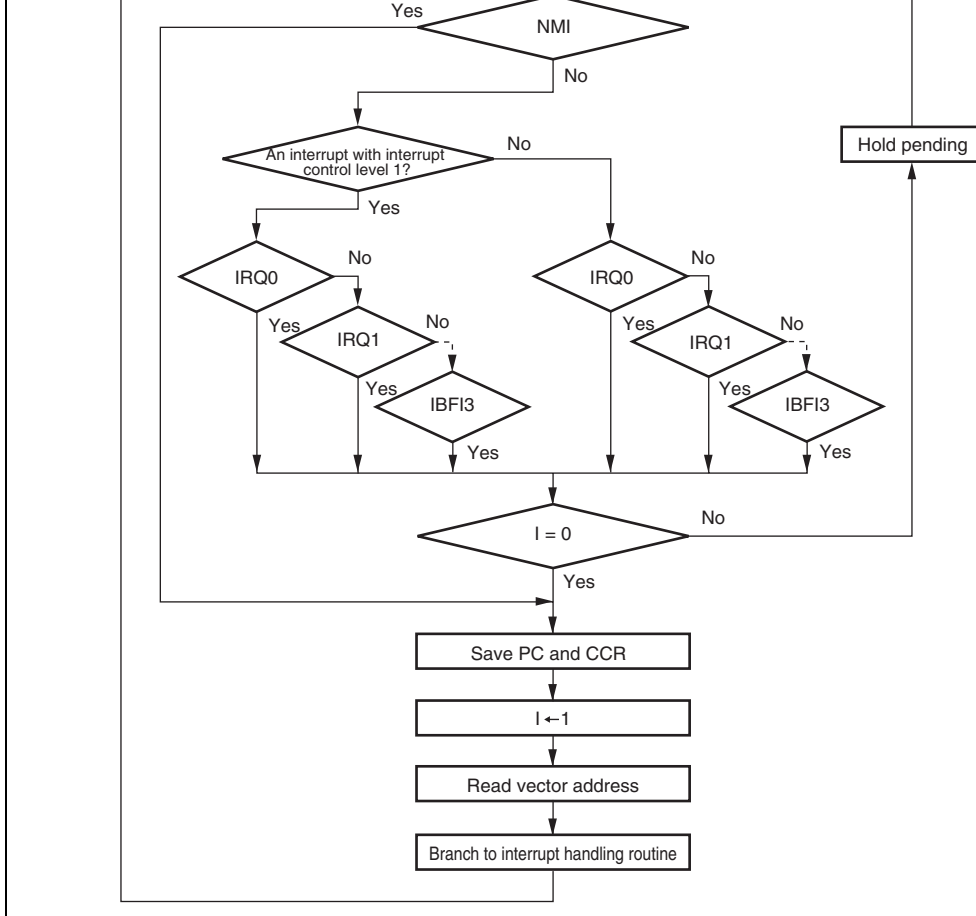 Yes
NMI
No
Hold pending
An interrupt with interrupt
control level 1?
No
Yes
IRQ0
No
IRQ0
No
Yes
IRQ1
No
Yes
IRQ1
No
Yes
IBFI3
Yes
IBFI3
Yes
Yes
I = 0
No
Yes
Save PC and CCR
I ←1
Read vector address
Branch to interrupt handling routine